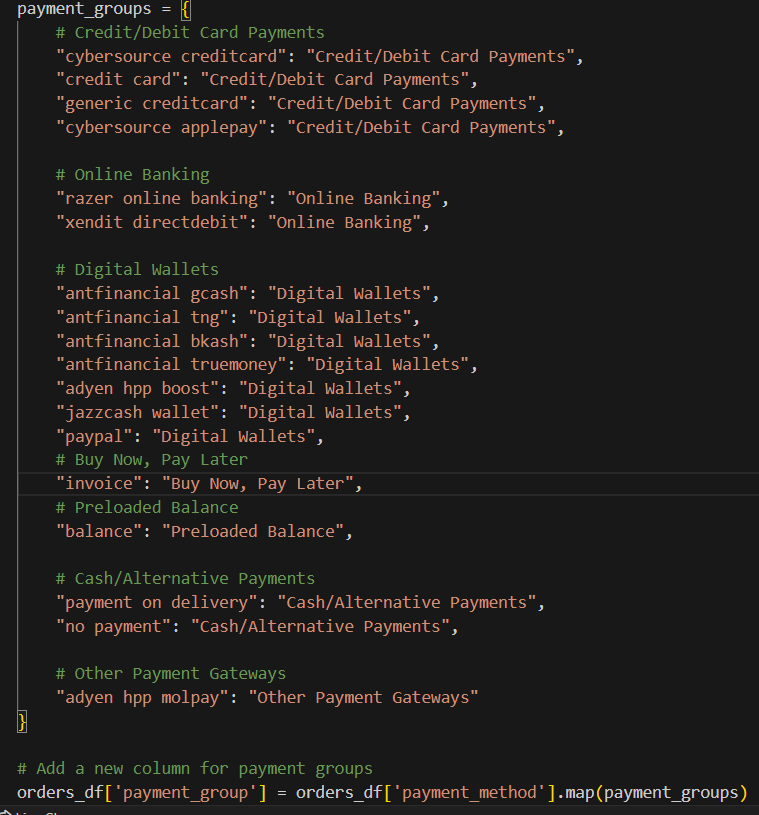 payment_groups = {
    # Credit/Debit Card Payments
    "cybersource creditcard": "Credit/Debit Card Payments",
    "credit card": "Credit/Debit Card Payments",
    "generic creditcard": "Credit/Debit Card Payments",
    "cybersource applepay": "Credit/Debit Card Payments",

    # Online Banking
    "razer online banking": "Online Banking",
    "xendit directdebit": "Online Banking",

    # Digital Wallets
    "antfinancial gcash": "Digital Wallets",
    "antfinancial tng": "Digital Wallets",
    "antfinancial bkash": "Digital Wallets",
    "antfinancial truemoney": "Digital Wallets",
    "adyen hpp boost": "Digital Wallets",
    "jazzcash wallet": "Digital Wallets",
    "paypal": "Digital Wallets",
    # Buy Now, Pay Later
    "invoice": "Buy Now, Pay Later",
    # Preloaded Balance
    "balance": "Preloaded Balance",

    # Cash/Alternative Payments
    "payment on delivery": "Cash/Alternative Payments",
    "no payment": "Cash/Alternative Payments",

    # Other Payment Gateways
    "adyen hpp molpay": "Other Payment Gateways"
}

# Add a new column for payment groups
orders_df['payment_group'] = orders_df['payment_method'].map(payment_groups)